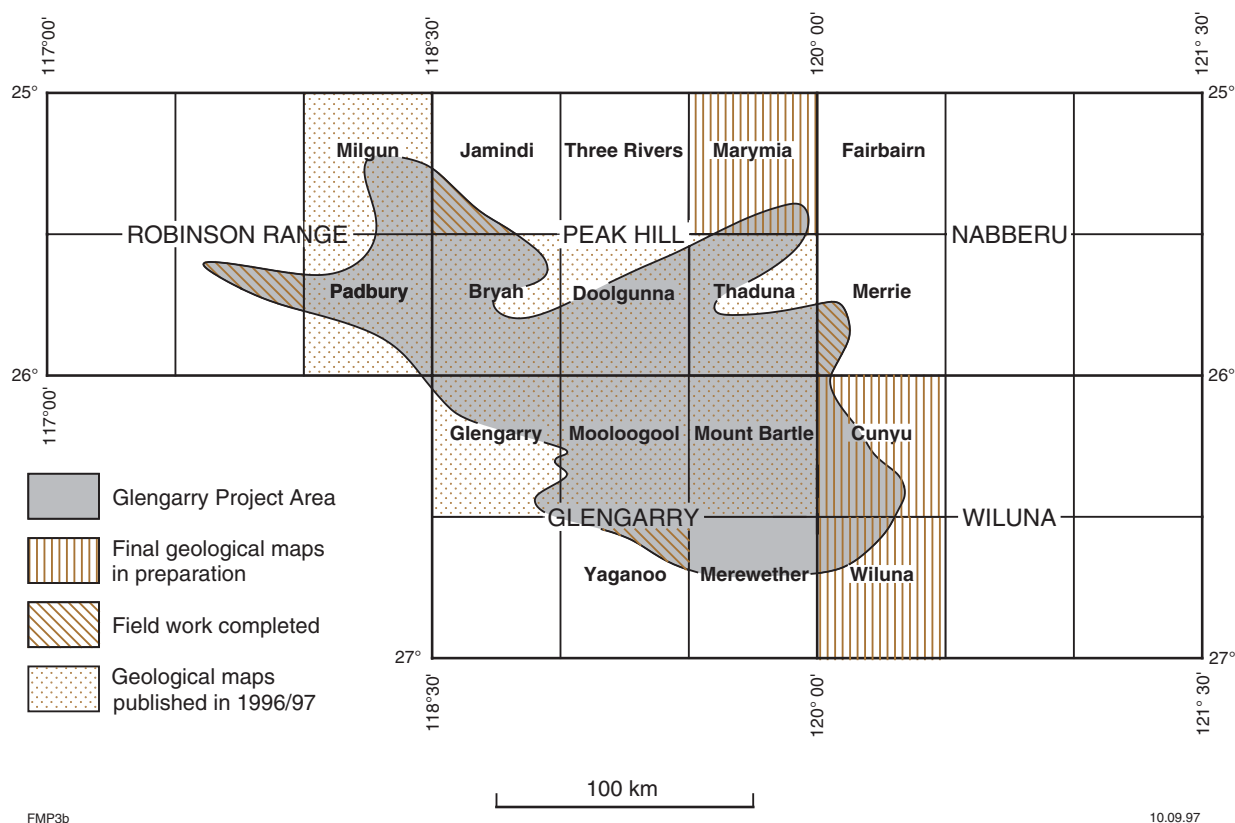 117°00'
118°30'
120° 00'
121° 30'
25°
25°
Milgun
Jamindi
Three Rivers
Marymia
Fairbairn
ROBINSON RANGE
PEAK HILL
NABBERU
Padbury
Bryah
Doolgunna
Thaduna
Merrie
26°
26°
117°00'
Glengarry
Mooloogool
Mount Bartle
Cunyu
GLENGARRY
WILUNA
Yaganoo
Merewether
Wiluna
27°
27°
118°30'
120° 00'
121° 30'
Glengarry Project Area
Final geological maps
in preparation
Field work completed
Geological maps
published in 1996/97
100 km
FMP3b
10.09.97